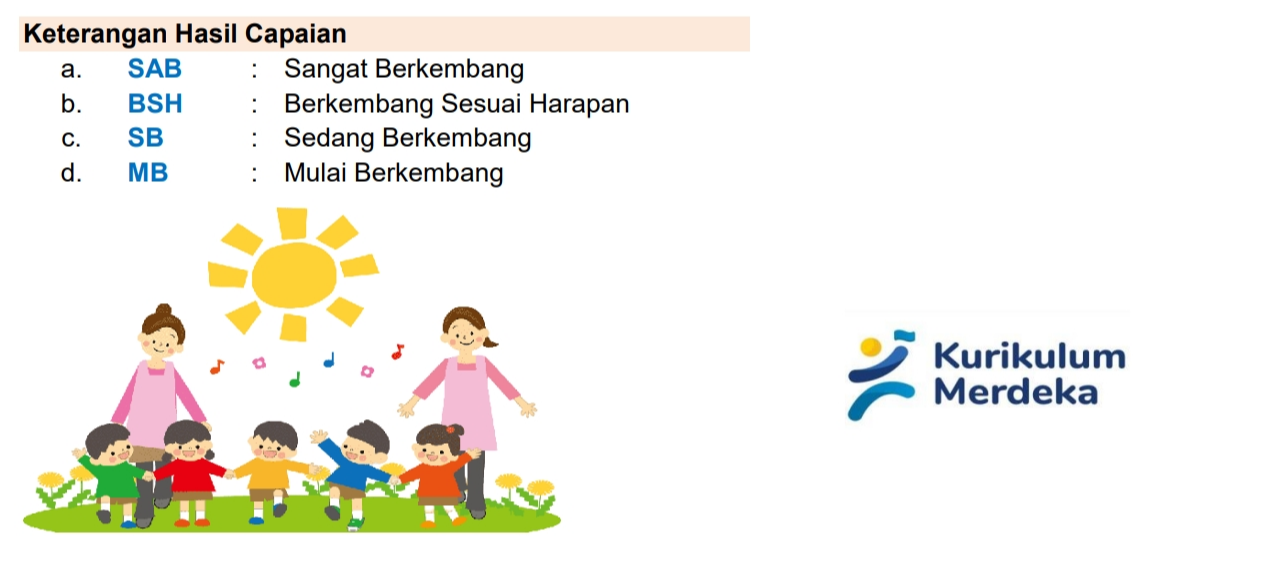 Keterangan Hasil Capaian
a. SAB : Sangat Berkembang
b. BSH : Berkembang Sesuai Harapan
c. SB : Sedang Berkembang
d. MB : Mulai Berkembang
Kurikulum
Merdeka